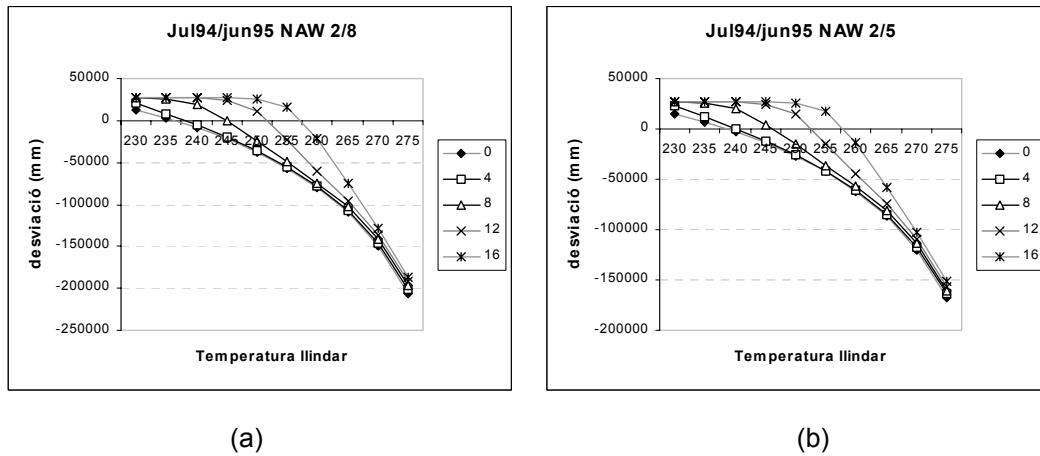 Jul94/jun95 NAW 2/8
50000
0
-50000
-100000
-150000
-200000
-250000
230 235 240 245 250 255 260 265 270 275
desviació (mm)
Temperatura llindar
0
4
8
12
16
(a)
Jul94/jun95 NAW 2/5
50000
0
-50000
-100000
-150000
-200000
230 235 240 245 250 255 260 265 270 275
desviació (mm)
Temperatura llindar
0
4
8
12
16
(b)